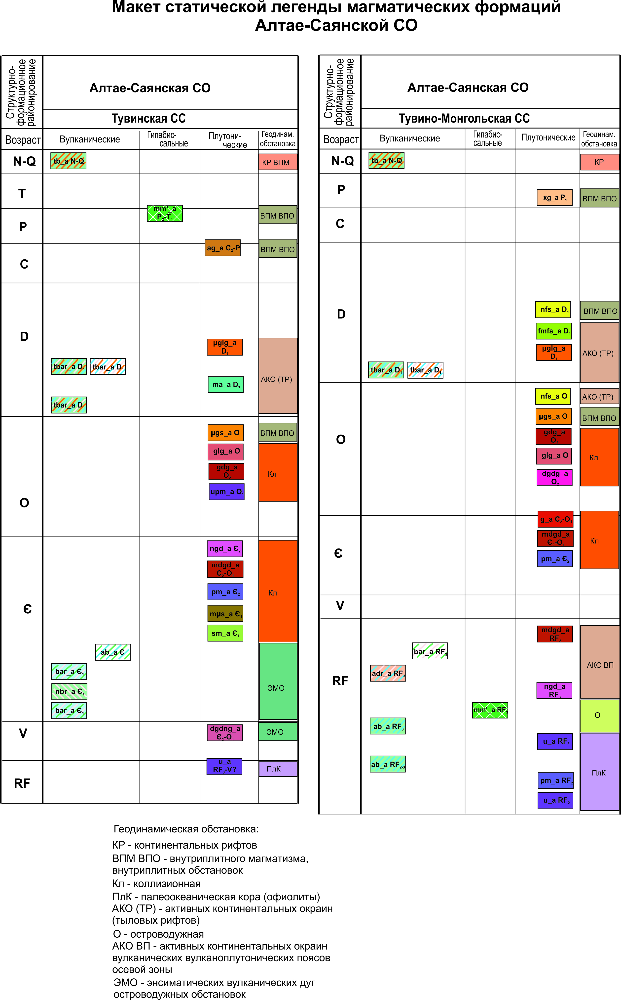 Макет статической легенды магматических формаций
Алтае-Саянской СО
Структурно-
формационное
районирование
Алтае-Саянская СО
Тувинская СС
Возраст
Вулканические
Гипабис-
сальные
Плутони-
ческие
Геодинам.
обстановка
N-Q
tb_a N-Q
КР ВПМ
T
mm'_a
P₂-T₁
ВПМ ВПО
P
ag_a C₃-P
ВПМ ВПО
C
D
µglg_a
D₁
tbar_a D₁
tbar_a D₁
ma_a D₁
АКО (ТР)
tbar_a D₁
µgs_a O
ВПМ ВПО
glg_a O
gdg_a
O₂
Кл
upm_a O₁
O
ngd_a Є₂
mdgd_a
Є₂-O₁
pm_a Є₂
Кл
Є
mµs_a Є₁
sm_a Є₁
ab_a Є₁
bar_a Є₁
nbr_a Є₁
ЭМО
bar_a Є₁
V
dgdng_a
Є₂-O₁
ЭМО
u_a
RF₃-V?
ПлК
RF
Структурно-
формационное
районирование
Алтае-Саянская СО
Тувино-Монгольская СС
Возраст
Вулканические
Гипабис-
сальные
Плутонические
Геодинам.
обстановка
N-Q
tb_a N-Q
КР
P
xg_a P₁
ВПМ ВПО
C
D
nfs_a D₁
ВПМ ВПО
fmfs_a D₁
µglg_a
D₁
АКО (ТР)
tbar_a D₁
tbar_a D₁
nfs_a O
АКО (ТР)
µgs_a O
ВПМ ВПО
O
gdg_a
O₂
glg_a O
Кл
dgdg_a
O₂
g_a Є₂-O₁
mdgd_a
Є₂-O₁
Кл
Є
pm_a Є₂
V
mdgd_a
RF₃
bar_a RF₃
АКО ВП
adr_a RF₃
RF
ngd_a
RF₃
mm'_a RF₃
О
ab_a RF₃
u_a RF₃
ab_a RF₂₋₃
ПлК
pm_a RF₂
u_a RF₂
Геодинамическая обстановка:
КР - континентальных рифтов
ВПМ ВПО - внутриплитного магматизма,
внутриплитных обстановок
Кл - коллизионная
ПлК - палеоокеаническая кора (офиолиты)
АКО (ТР) - активных континентальных окраин
(тыловых рифтов)
О - островодужная
АКО ВП - активных континентальных окраин
вулканических вулканоплутонических поясов
осевой зоны
ЭМО - энсиматических вулканических дуг
островодужных обстановок